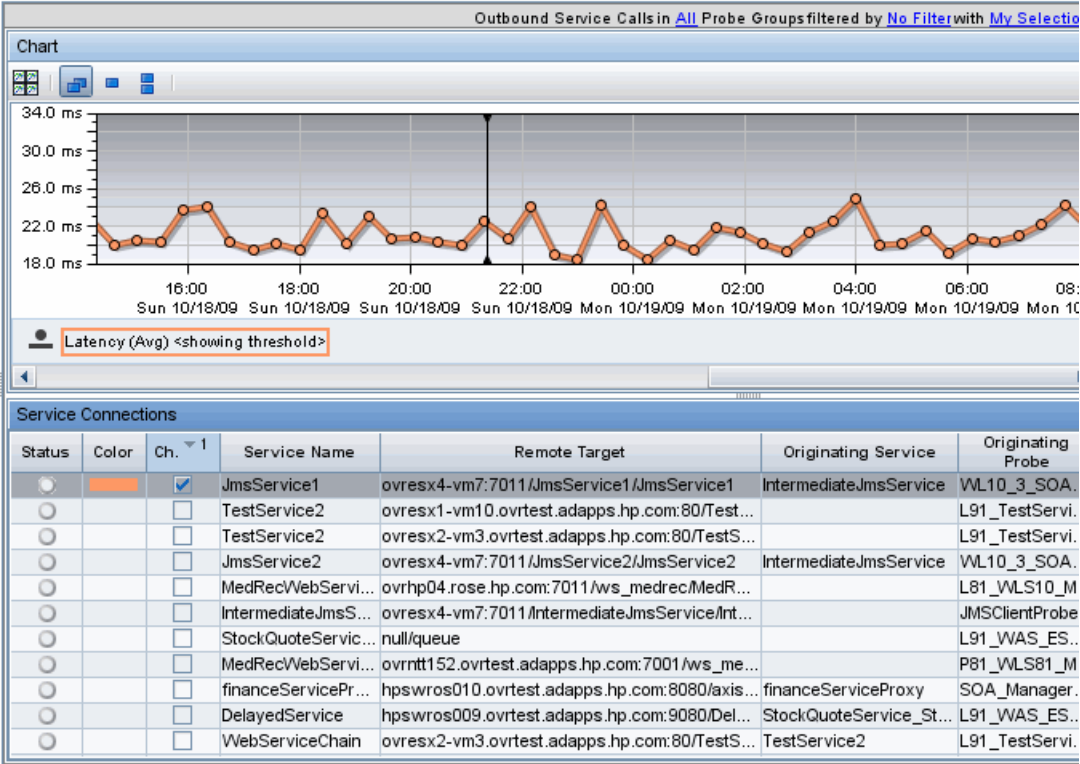 Outbound Service Calls in All Probe Groups filtered by No Filter with My Selectio
Chart
34.0 ms
30.0 ms
26.0 ms
22.0 ms
18.0 ms
16:00 18:00 20:00 22:00 00:00 02:00 04:00 06:00 08:
Sun 10/18/09 Sun 10/18/09 Sun 10/18/09 Sun 10/18/09 Mon 10/19/09 Mon 10/19/09 Mon 10/19/09 Mon 10/19/09 Mon 10
Latency (Avg) <showing threshold>
Service Connections
Status Color Ch. 1 Service Name Remote Target Originating Service Originating Probe
JmsService1 ovresx4-vm7:7011/JmsService1/JmsService1 IntermediateJmsService WL10_3_SOA.
TestService2 ovresx1-vm10.ovrtest.adapps.hp.com:80/Test... L91_TestServi.
TestService2 ovresx2-vm3.ovrtest.adapps.hp.com:80/TestS... L91_TestServi.
JmsService2 ovresx4-vm7:7011/JmsService2/JmsService2 IntermediateJmsService WL10_3_SOA.
MedRecWebServi... ovrhp04.rose.hp.com:7011/ws_medrec/MedR... L81_WLS10_M
IntermediateJmsS... ovresx4-vm7:7011/IntermediateJmsService/Int... JMSClientProbe
StockQuoteServic... null/queue L91_WAS_ES..
MedRecWebServi... ovrntt152.ovrtest.adapps.hp.com:7001/ws_me... P81_WLS81_M
financeServicePr... hpswros010.ovrtest.adapps.hp.com:8080/axis... financeServiceProxy SOA_Manager.
DelayedService hpswros009.ovrtest.adapps.hp.com:9080/Del... StockQuoteService_St... L91_WAS_ES..
WebServiceChain ovresx2-vm3.ovrtest.adapps.hp.com:80/TestS... TestService2 L91_TestServi.